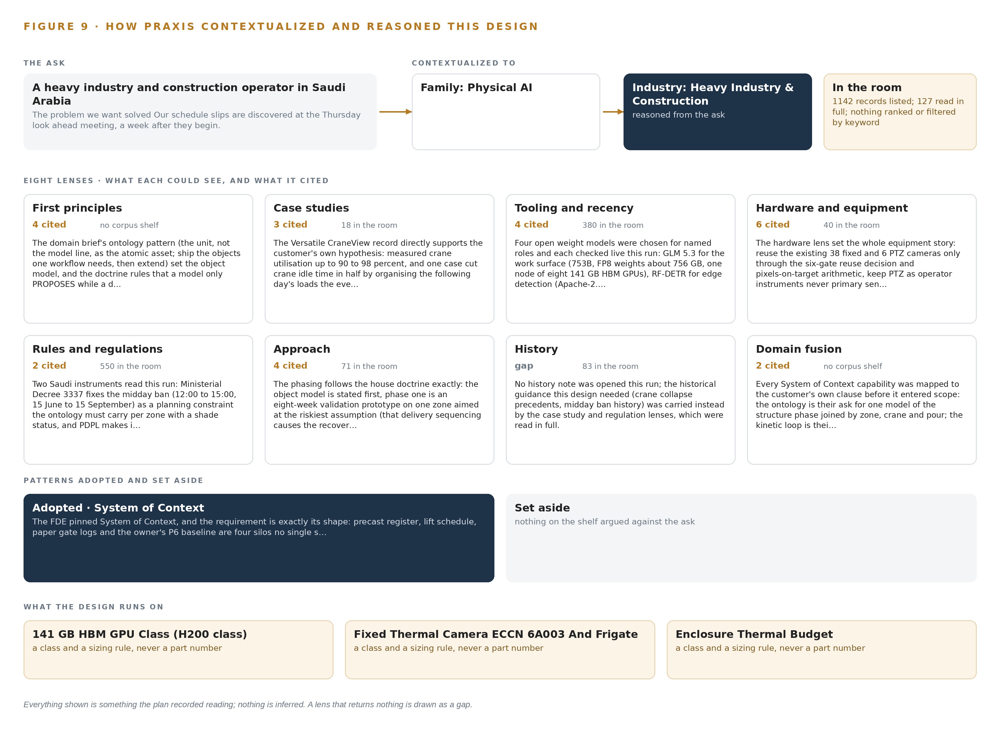 FIGURE 9 · HOW PRAXIS CONTEXTUALIZED AND REASONED THIS DESIGN
THE ASK
A heavy industry and construction operator in Saudi
Arabia
The problem we want solved Our schedule slips are discovered at the Thursday
look ahead meeting, a week after they begin.
CONTEXTUALIZED TO
Family: Physical AI
Industry: Heavy Industry &
Construction
reasoned from the ask
In the room
1142 records listed; 127 read in
full; nothing ranked or filtered
by keyword
EIGHT LENSES · WHAT EACH COULD SEE, AND WHAT IT CITED
First principles
4 cited no corpus shelf
The domain brief's ontology pattern (the unit, not
the model line, as the atomic asset; ship the objects
one workflow needs, then extend) set the object
model, and the doctrine rules that a model only
PROPOSES while a d…
Case studies
3 cited 18 in the room
The Versatile CraneView record directly supports the
customer's own hypothesis: measured crane
utilisation up to 90 to 98 percent, and one case cut
crane idle time in half by organising the following
day's loads the eve…
Tooling and recency
4 cited 380 in the room
Four open weight models were chosen for named
roles and each checked live this run: GLM 5.3 for the
work surface (753B, FP8 weights about 756 GB, one
node of eight 141 GB HBM GPUs), RF-DETR for edge
detection (Apache-2.…
Hardware and equipment
6 cited 40 in the room
The hardware lens set the whole equipment story:
reuse the existing 38 fixed and 6 PTZ cameras only
through the six-gate reuse decision and
pixels-on-target arithmetic, keep PTZ as operator
instruments never primary sen…
Rules and regulations
2 cited 550 in the room
Two Saudi instruments read this run: Ministerial
Decree 3337 fixes the midday ban (12:00 to 15:00,
15 June to 15 September) as a planning constraint
the ontology must carry per zone with a shade
status, and PDPL makes i…
Approach
4 cited 71 in the room
The phasing follows the house doctrine exactly: the
object model is stated first, phase one is an
eight-week validation prototype on one zone aimed
at the riskiest assumption (that delivery sequencing
causes the recover…
History
gap 83 in the room
No history note was opened this run; the historical
guidance this design needed (crane collapse
precedents, midday ban history) was carried instead
by the case study and regulation lenses, which were
read in full.
Domain fusion
2 cited no corpus shelf
Every System of Context capability was mapped to
the customer's own clause before it entered scope:
the ontology is their ask for one model of the
structure phase joined by zone, crane and pour; the
kinetic loop is thei…
PATTERNS ADOPTED AND SET ASIDE
Adopted · System of Context
The FDE pinned System of Context, and the requirement is exactly its shape: precast register, lift schedule,
paper gate logs and the owner's P6 baseline are four silos no single s…
Set aside
nothing on the shelf argued against the ask
WHAT THE DESIGN RUNS ON
141 GB HBM GPU Class (H200 class)
a class and a sizing rule, never a part number
Fixed Thermal Camera ECCN 6A003 And Frigate
a class and a sizing rule, never a part number
Enclosure Thermal Budget
a class and a sizing rule, never a part number
Everything shown is something the plan recorded reading; nothing is inferred. A lens that returns nothing is drawn as a gap.